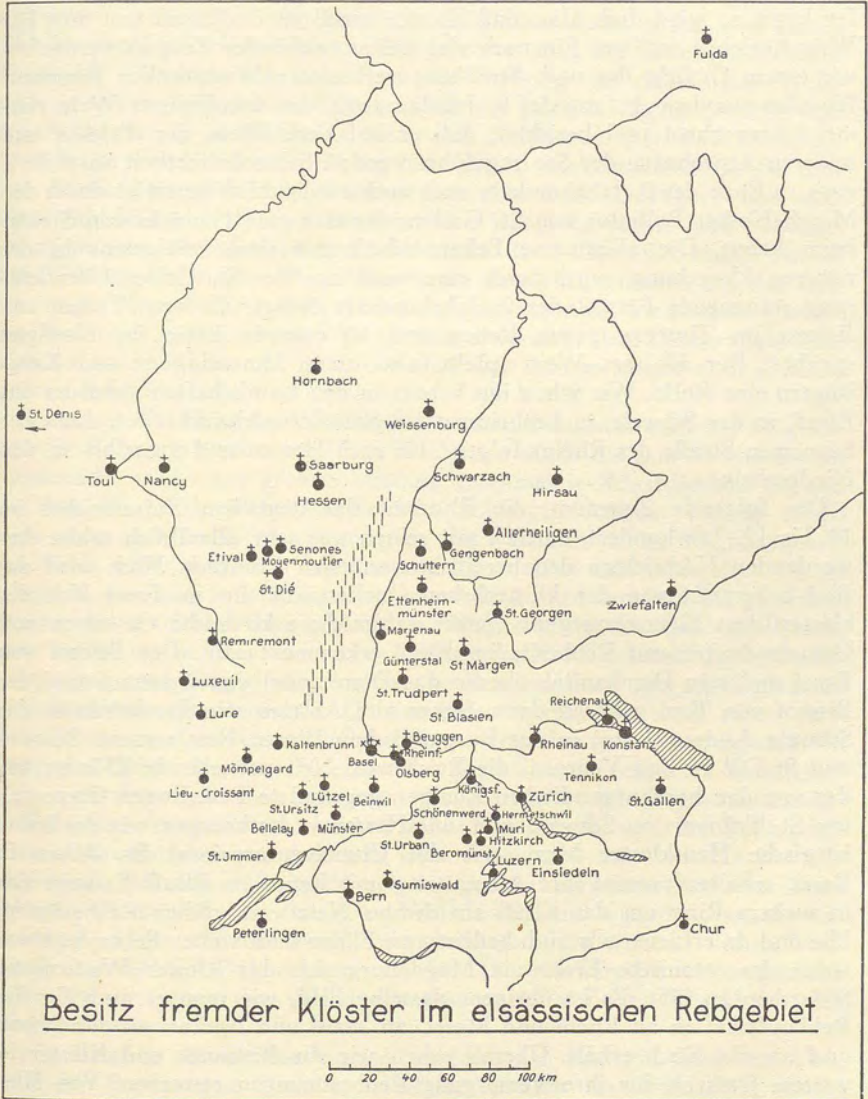 Fulda
Hornbach
St. Denis
Weissenburg
Toul
Nancy
Saarburg
Hessen
Schwarzach
Hirsau
Allerheiligen
Gengenbach
Schuttern
Etival
Senones
Moyenmoutier
St. Dié
Ettenheim-
münster
St. Georgen
Zwiefalten
Remiremont
Marienau
Günterstal
St. Märgen
Luxeuil
St. Trudpert
Lure
St. Blasien
Reichenau
Kaltenbrunn
Beuggen
Basel
Rheinf.
Olsberg
Rheinau
Konstanz
Mömpelgard
Tenniken
Lieu-Croissant
St. Ursitz
Lützel
Beinwil
Königsf.
Zürich
St. Gallen
Schönenwerd
Hermetschwil
Bellelay
Münster
St. Urban
Muri
Hitzkirch
St. Jmmer
Beromünst.
Luzern
Einsiedeln
Bern
Sumiswald
Peterlingen
Chur
Besitz fremder Klöster im elsässischen Rebgebiet
0 20 40 60 80 100 km